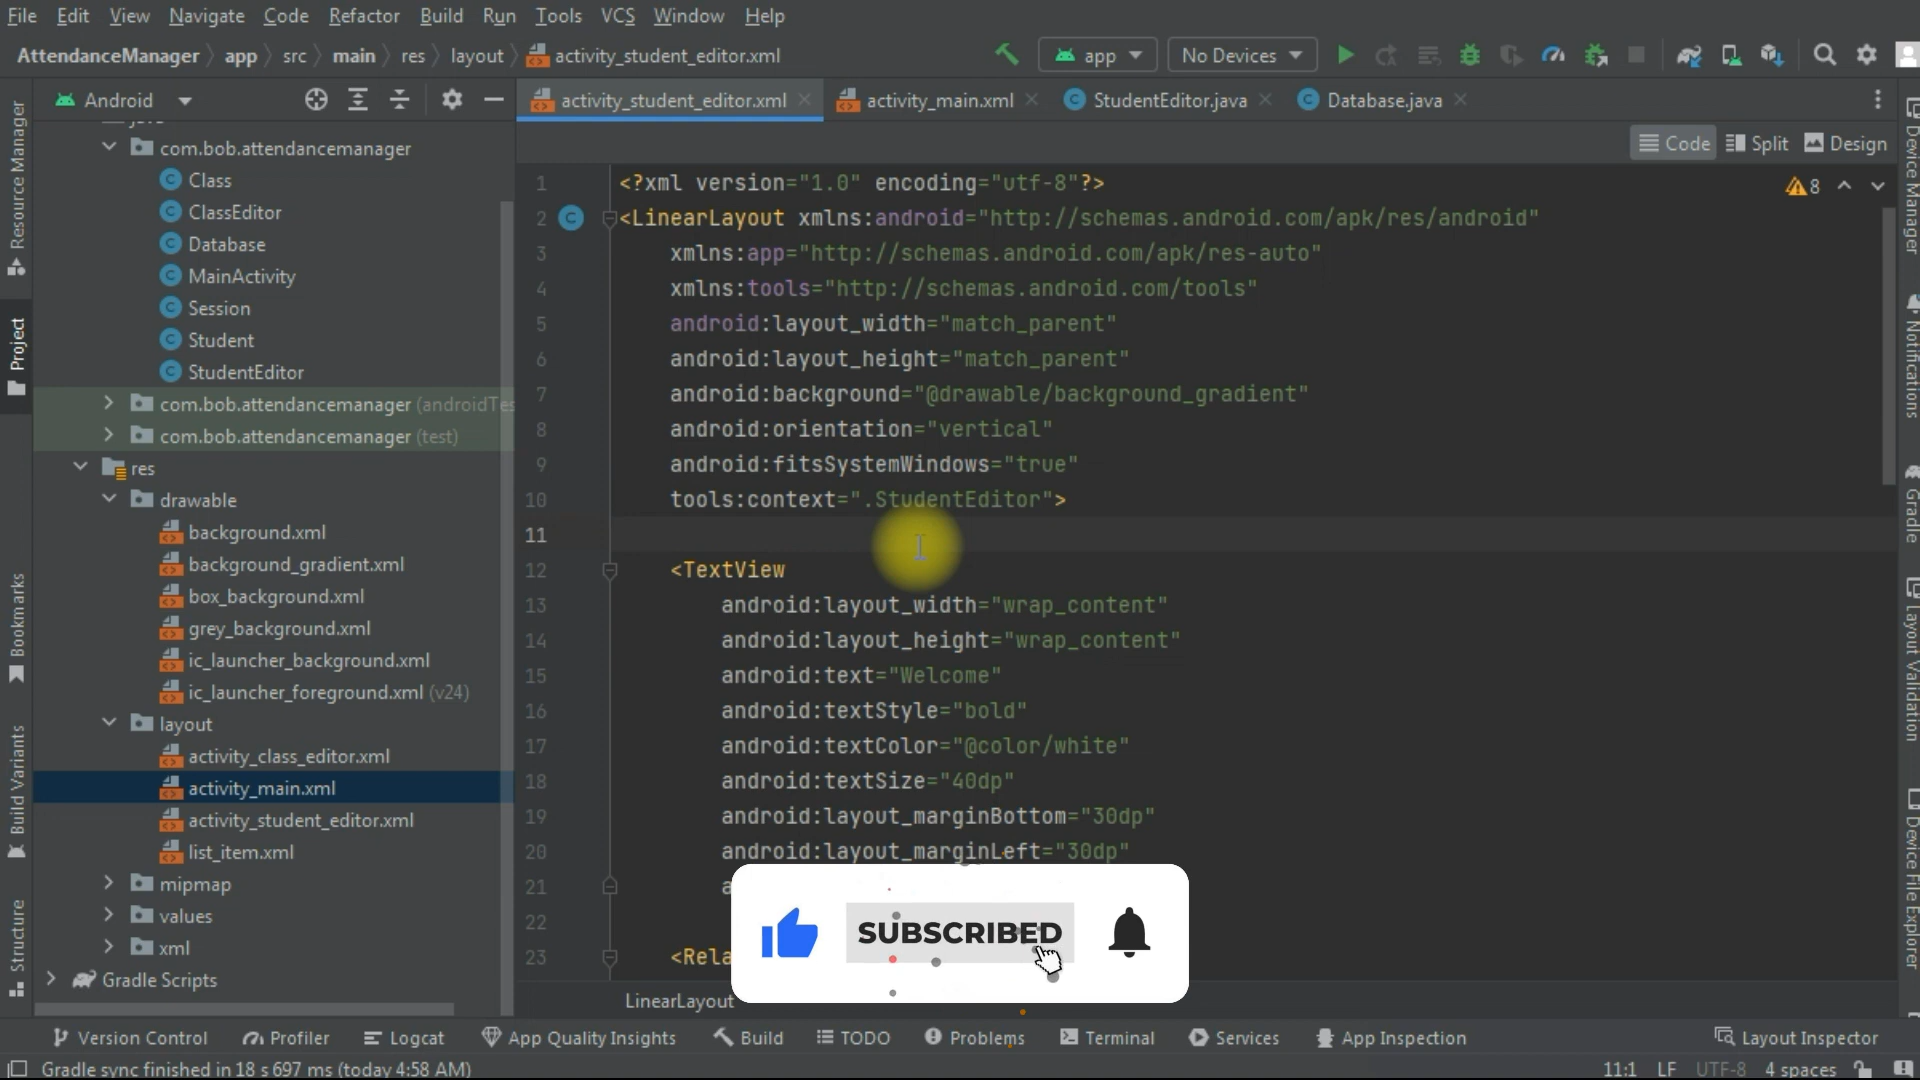 File Edit View Navigate Code Refactor Build Run Tools VCS Window Help
AttendanceManager app src main res layout activity_student_editor.xml app No Devices
Android activity_student_editor.xml activity_main.xml StudentEditor.java Database.java
Code Split Design
Resource Manager
Project
Bookmarks
Build Variants
Structure
com.bob.attendancemanager
Class
ClassEditor
Database
MainActivity
Session
Student
StudentEditor
com.bob.attendancemanager (androidTes
com.bob.attendancemanager (test)
res
drawable
background.xml
background_gradient.xml
box_background.xml
grey_background.xml
ic_launcher_background.xml
ic_launcher_foreground.xml (v24)
layout
activity_class_editor.xml
activity_main.xml
activity_student_editor.xml
list_item.xml
mipmap
values
xml
Gradle Scripts
8
1 <?xml version="1.0" encoding="utf-8"?>
2 <LinearLayout xmlns:android="http://schemas.android.com/apk/res/android"
3 xmlns:app="http://schemas.android.com/apk/res-auto"
4 xmlns:tools="http://schemas.android.com/tools"
5 android:layout_width="match_parent"
6 android:layout_height="match_parent"
7 android:background="@drawable/background_gradient"
8 android:orientation="vertical"
9 android:fitsSystemWindows="true"
10 tools:context=".StudentEditor">
11
12 <TextView
13 android:layout_width="wrap_content"
14 android:layout_height="wrap_content"
15 android:text="Welcome"
16 android:textStyle="bold"
17 android:textColor="@color/white"
18 android:textSize="40dp"
19 android:layout_marginBottom="30dp"
20 android:layout_marginLeft="30dp"
21
22
23 <Rela
SUBSCRIBED
LinearLayout
Device Manager
Notifications
Gradle
Layout Validation
Device File Explorer
Version Control Profiler Logcat App Quality Insights Build TODO Problems Terminal Services App Inspection Layout Inspector
Gradle sync finished in 18 s 697 ms (today 4:58 AM) 11:1 LF UTF-8 4 spaces